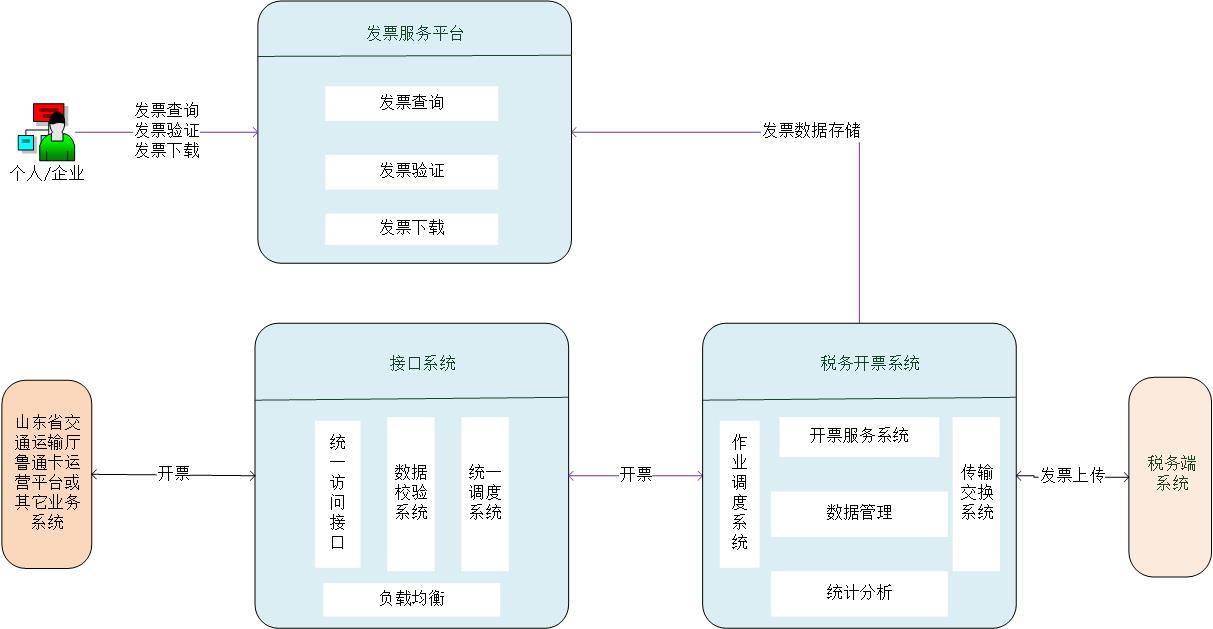 发票服务平台
发票查询
发票验证
发票下载
个人/企业
发票查询
发票验证
发票下载
发票数据存储
接口系统
统
一
访
问
接
口
数据
校验
系统
统一
调度
系统
负载均衡
税务开票系统
作
业
调
度
系
统
开票服务系统
数据管理
统计分析
传输
交换
系统
山东省交
通运输厅
鲁通卡运
营平台或
其它业务
系统
开票
开票
发票上传
税务端
系统